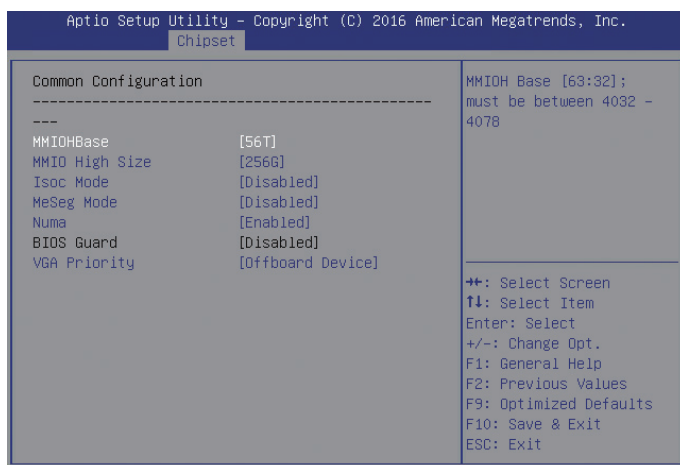 Aptio Setup Utility – Copyright (C) 2016 American Megatrends, Inc.
Chipset
Common Configuration
-----------------------------------------------
---
MMIOHBase [56T]
MMIO High Size [256G]
Isoc Mode [Disabled]
MeSeg Mode [Disabled]
Numa [Enabled]
BIOS Guard [Disabled]
VGA Priority [Offboard Device]
MMIOH Base [63:32];
must be between 4032 –
4078
→←: Select Screen
↑↓: Select Item
Enter: Select
+/-: Change Opt.
F1: General Help
F2: Previous Values
F9: Optimized Defaults
F10: Save & Exit
ESC: Exit